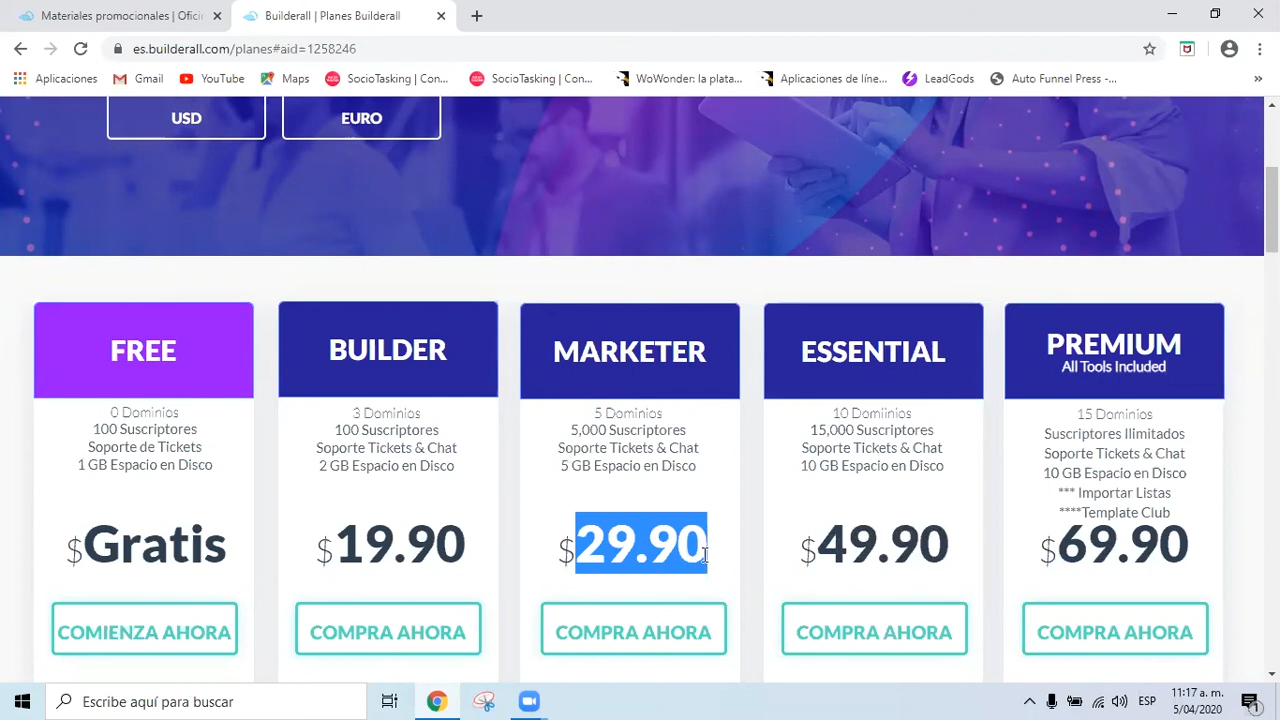 Materiales promocionales | Ofici
Builderall | Planes Builderall
es.builderall.com/planes#aid=1258246
Aplicaciones
Gmail
YouTube
Maps
SocioTasking | Con...
SocioTasking | Con...
WoWonder: la plata...
Aplicaciones de líne...
LeadGods
Auto Funnel Press -...
USD
EURO
FREE
0 Dominios
100 Suscriptores
Soporte de Tickets
1 GB Espacio en Disco
$Gratis
COMIENZA AHORA
BUILDER
3 Dominios
100 Suscriptores
Soporte Tickets & Chat
2 GB Espacio en Disco
$19.90
COMPRA AHORA
MARKETER
5 Dominios
5,000 Suscriptores
Soporte Tickets & Chat
5 GB Espacio en Disco
$29.90
COMPRA AHORA
ESSENTIAL
10 Domiinios
15,000 Suscriptores
Soporte Tickets & Chat
10 GB Espacio en Disco
$49.90
COMPRA AHORA
PREMIUM
All Tools Included
15 Dominios
Suscriptores Ilimitados
Soporte Tickets & Chat
10 GB Espacio en Disco
*** Importar Listas
****Template Club
$69.90
COMPRA AHORA
Escribe aquí para buscar
ESP
11:17 a. m.
5/04/2020
1